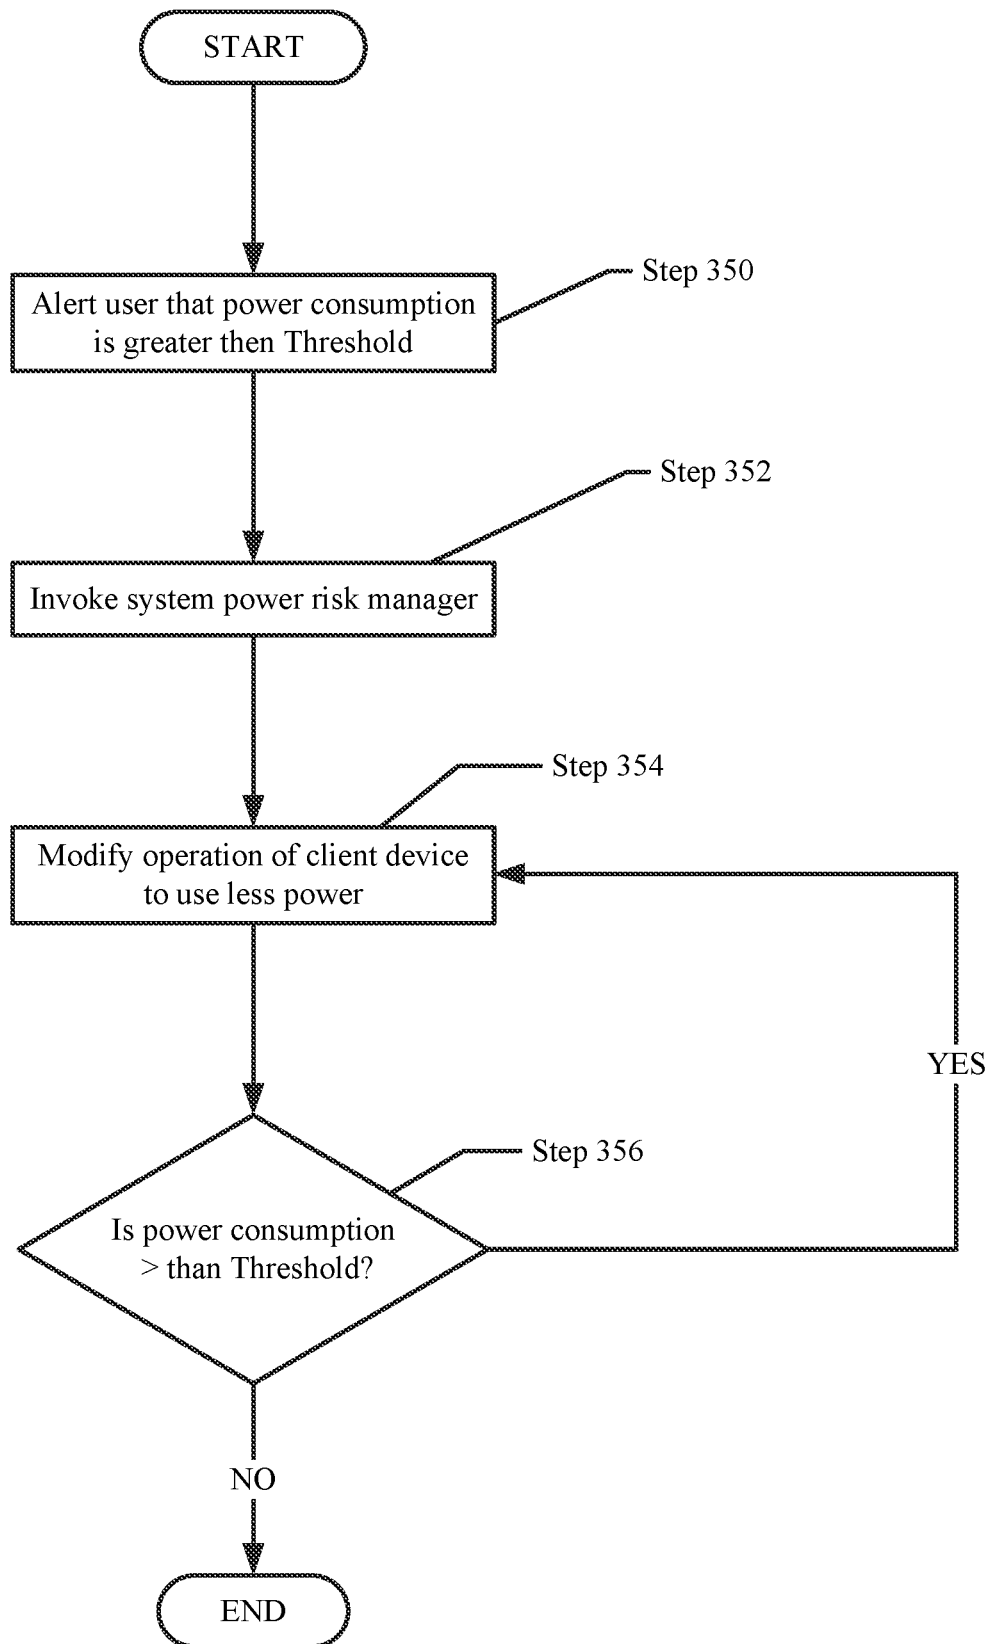 START
Step 350
Alert user that power consumption
is greater then Threshold
Step 352
Invoke system power risk manager
Step 354
Modify operation of client device
to use less power
YES
Step 356
Is power consumption
> than Threshold?
NO
END